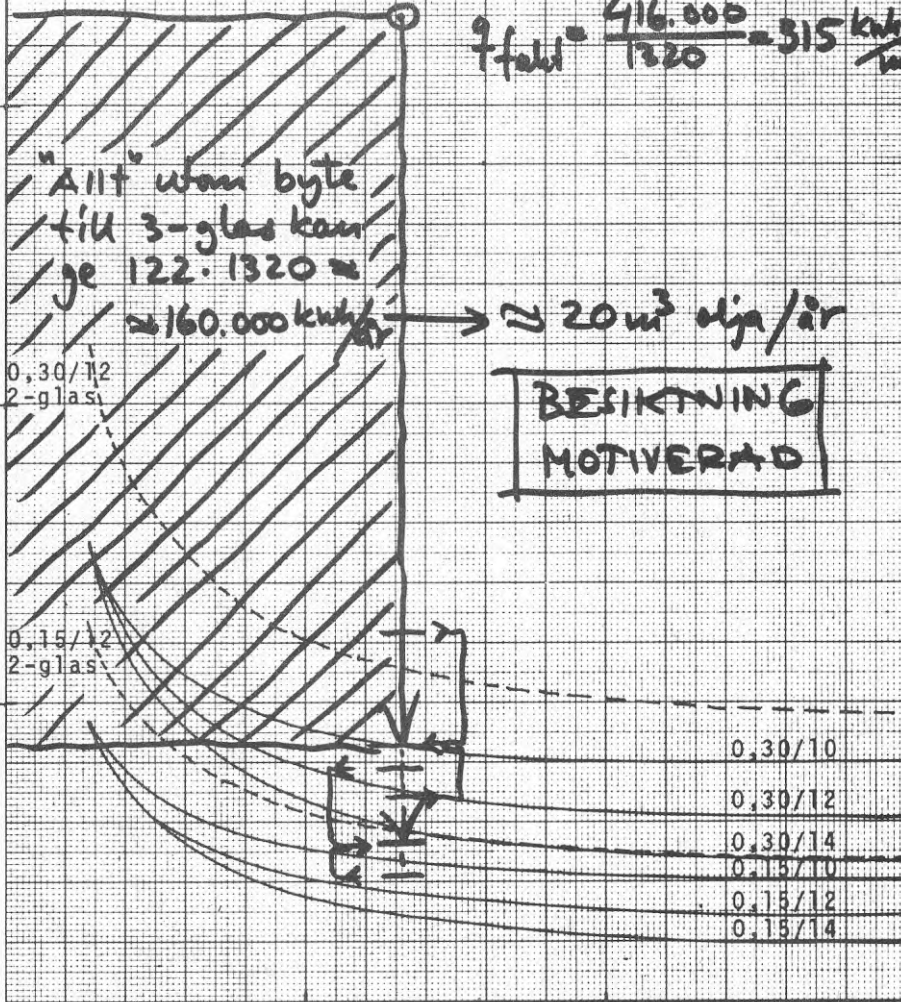 q fakt = 416.000 / 1320 = 315 kwh/
"Allt" utom byte
till 3-glas kan
ge 122 · 1320 ≈
≈ 160.000 kwh/år → ≈ 20 m³ olja/år
BESIKTNING
MOTIVERAD
0,30/12
2-glas
0,15/12
2-glas
0,30/10
0,30/12
0,30/14
0,15/10
0,15/12
0,15/14